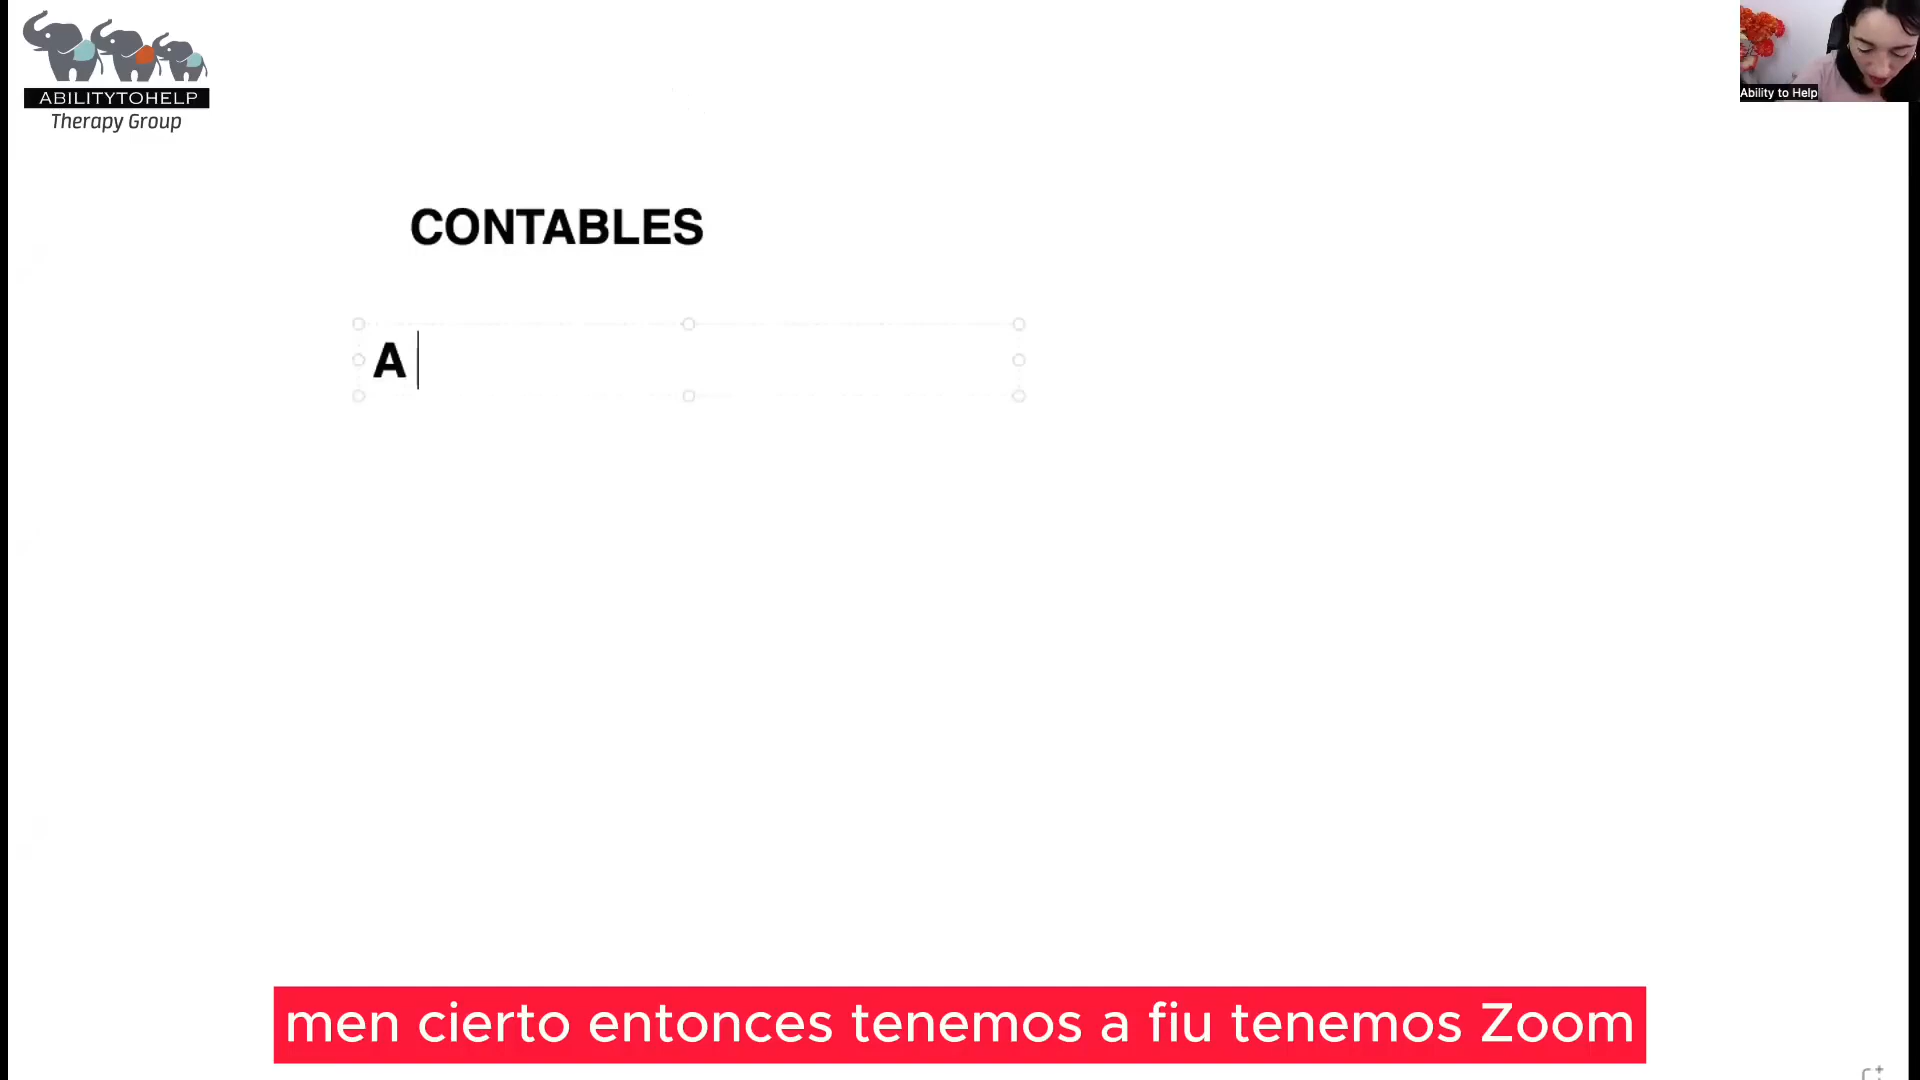 ABILITYTOHELP
Therapy Group
Ability to Help
CONTABLES
A
men cierto entonces tenemos a fiu tenemos Zoom